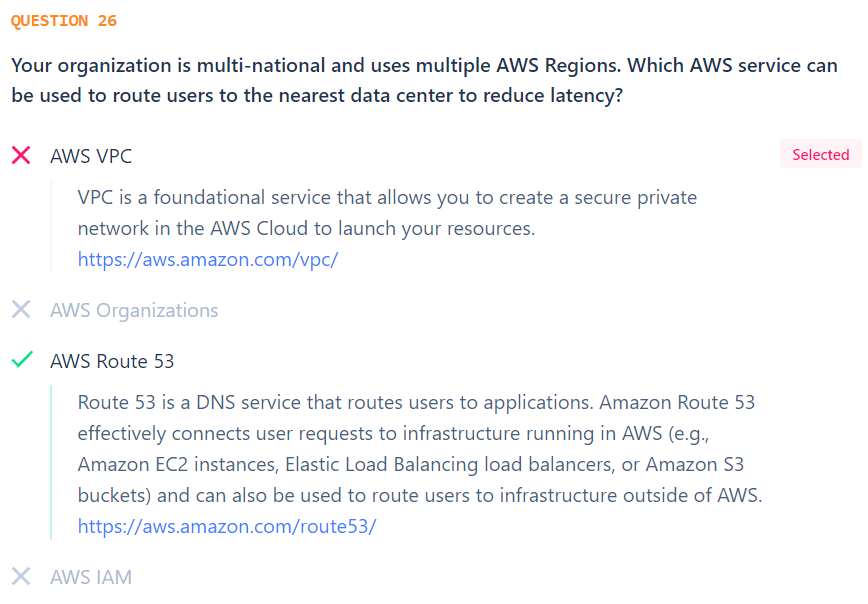 QUESTION 26
Your organization is multi-national and uses multiple AWS Regions. Which AWS service can
be used to route users to the nearest data center to reduce latency?
AWS VPC
Selected
VPC is a foundational service that allows you to create a secure private
network in the AWS Cloud to launch your resources.
https://aws.amazon.com/vpc/
AWS Organizations
AWS Route 53
Route 53 is a DNS service that routes users to applications. Amazon Route 53
effectively connects user requests to infrastructure running in AWS (e.g.,
Amazon EC2 instances, Elastic Load Balancing load balancers, or Amazon S3
buckets) and can also be used to route users to infrastructure outside of AWS.
https://aws.amazon.com/route53/
AWS IAM